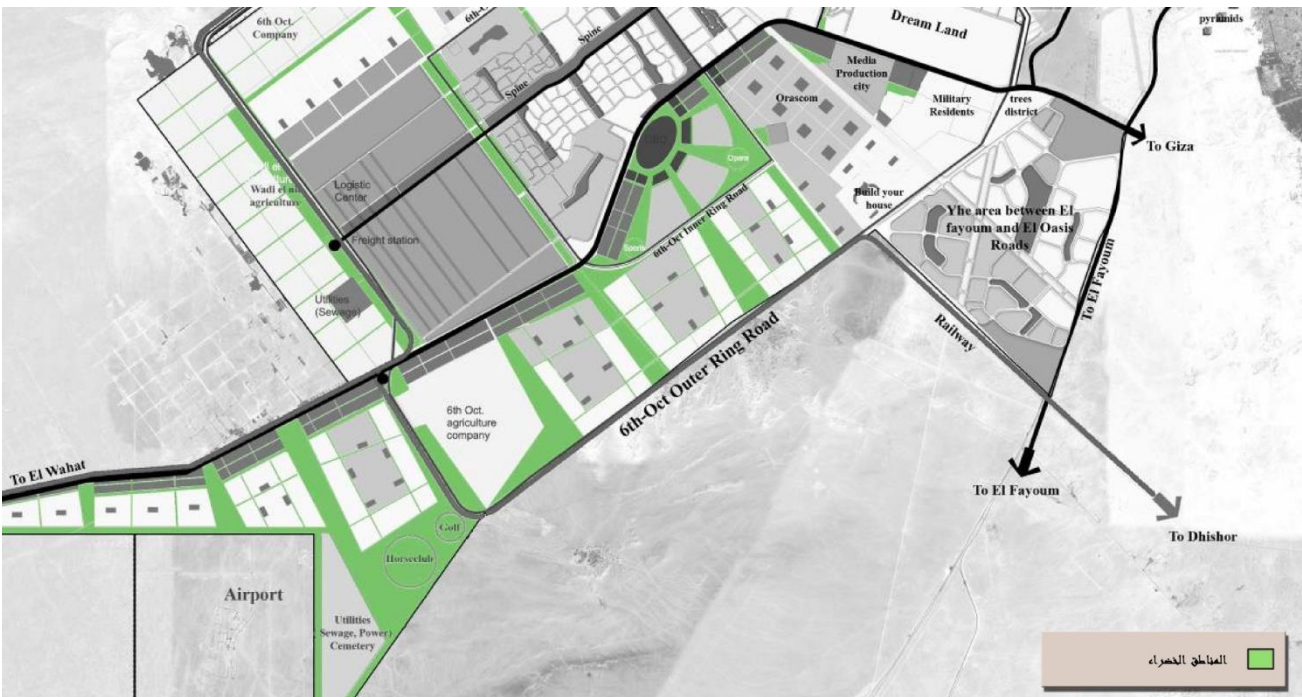 6th Oct.
Company
6th-Oct
Spine
Spine
Dream Land
pyramids
Media
Production
city
Orascom
Military
Residents
trees
district
To Giza
CBD
Opera
Wadi el
agriculture
Logistic
Center
Freight station
Build your
house
6th-Oct Inner Ring Road
Sports
Yhe area between El
fayoum and El Oasis
Roads
Utilities
(Sewage)
To El Fayoum
Railway
6th-Oct Outer Ring Road
6th Oct.
agriculture
company
To El Wahat
To El Fayoum
Golf
Horseclub
To Dhishor
Airport
Utilities
Sewage, Power)
Cemetery
المناطق الخضراء